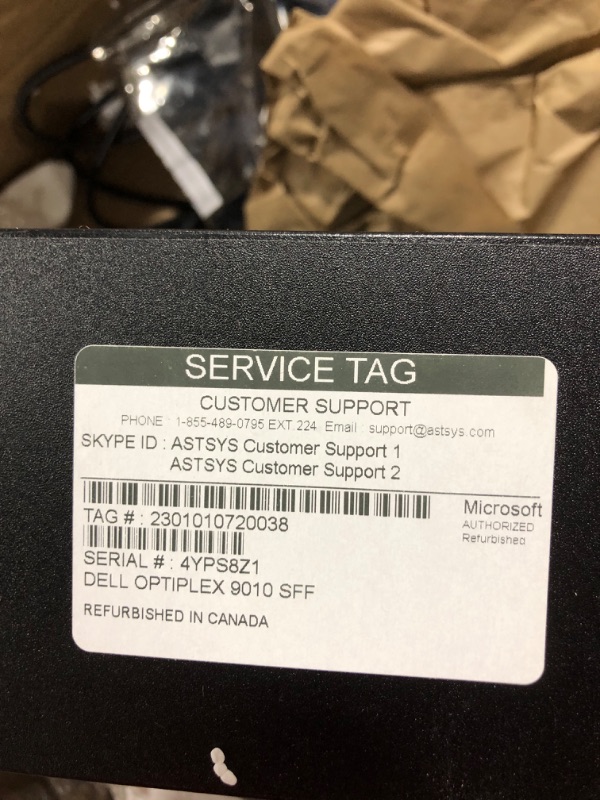 SERVICE TAG
CUSTOMER SUPPORT
PHONE : 1-855-489-0795 EXT 224 Email : support@astsys.com
SKYPE ID : ASTSYS Customer Support 1
ASTSYS Customer Support 2
Microsoft
AUTHORIZED
Refurbished
TAG # : 2301010720038
SERIAL # : 4YPS8Z1
DELL OPTIPLEX 9010 SFF
REFURBISHED IN CANADA